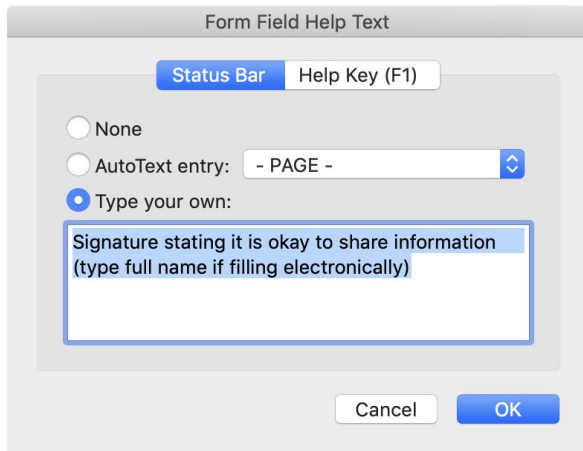 Form Field Help Text
Status Bar Help Key (F1)
None
AutoText entry: - PAGE -
Type your own:
Signature stating it is okay to share information
(type full name if filling electronically)
Cancel OK